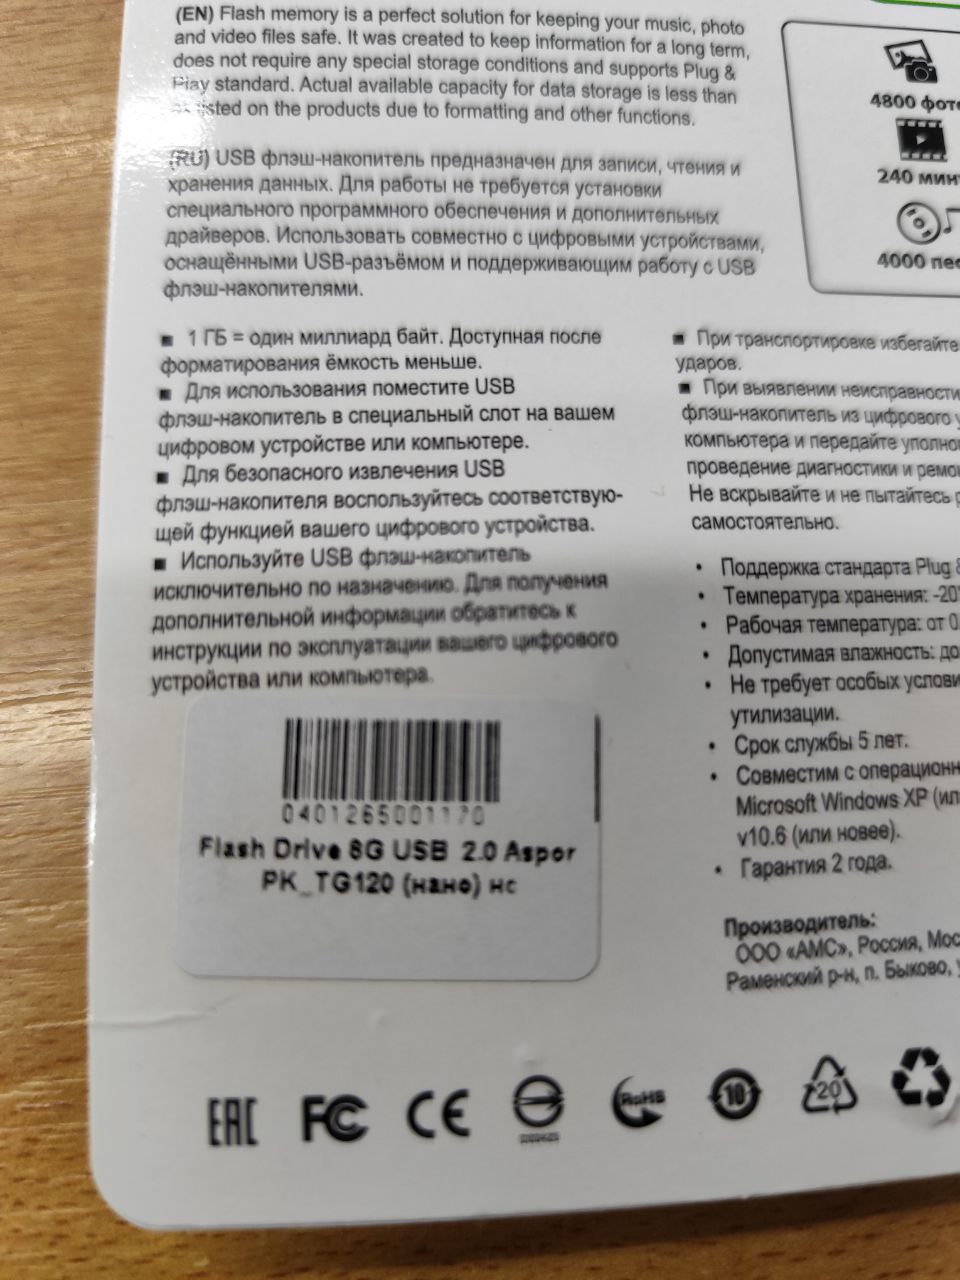 (EN) Flash memory is a perfect solution for keeping your music, photo
and video files safe. It was created to keep information for a long term,
does not require any special storage conditions and supports Plug &
Play standard. Actual available capacity for data storage is less than
as listed on the products due to formatting and other functions.
(RU) USB флэш-накопитель предназначен для записи, чтения и
хранения данных. Для работы не требуется установки
специального программного обеспечения и дополнительных
драйверов. Использовать совместно с цифровыми устройствами,
оснащёнными USB-разъёмом и поддерживающим работу с USB
флэш-накопителями.
4800 фото
240 мин
4000 пес
■ 1 ГБ = один миллиард байт. Доступная после
форматирования ёмкость меньше.
■ Для использования поместите USB
флэш-накопитель в специальный слот на вашем
цифровом устройстве или компьютере.
■ Для безопасного извлечения USB
флэш-накопителя воспользуйтесь соответствую-
щей функцией вашего цифрового устройства.
■ Используйте USB флэш-накопитель
исключительно по назначению. Для получения
дополнительной информации обратитесь к
инструкции по эксплуатации вашего цифрового
устройства или компьютера.
■ При транспортировке избегайте
ударов.
■ При выявлении неисправности
флэш-накопитель из цифрового
компьютера и передайте уполно
проведение диагностики и ремо
Не вскрывайте и не пытайтесь
самостоятельно.
• Поддержка стандарта Plug &
• Температура хранения: -20
• Рабочая температура: от 0
• Допустимая влажность: до
• Не требует особых услови
утилизации.
• Срок службы 5 лет.
• Совместим с операционн
Microsoft Windows XP (ил
v10.6 (или новее).
• Гарантия 2 года.
Производитель:
ООО «АМС», Россия, Мос
Раменский р-н, п. Быково,
0401265001170
Flash Drive 8G USB 2.0 Aspor
PK_TG120 (нано) нс
EAC FC CE RoHS 10 20